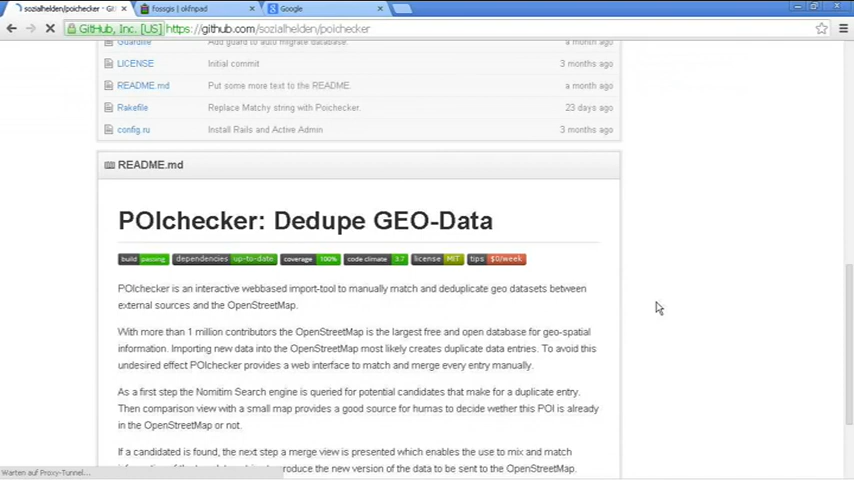 sozialhelden/poichecker · Gith
fossgis | okfnpad
Google
GitHub, Inc. [US] https://github.com/sozialhelden/poichecker
Guardfile Add guard to auto migrate database. a month ago
LICENSE Initial commit 3 months ago
README.md Put some more text to the README. a month ago
Rakefile Replace Matchy string with Poichecker. 23 days ago
config.ru Install Rails and Active Admin 3 months ago
README.md
POIchecker: Dedupe GEO-Data
build passing dependencies up-to-date coverage 100% code climate 3.7 license MIT tips $0/week
POIchecker is an interactive webbased import-tool to manually match and deduplicate geo datasets between
external sources and the OpenStreetMap.
With more than 1 million contributors the OpenStreetMap is the largest free and open database for geo-spatial
information. Importing new data into the OpenStreetMap most likely creates duplicate data entries. To avoid this
undesired effect POIchecker provides a web interface to match and merge every entry manually.
As a first step the Nomitim Search engine is queried for potential candidates that make for a duplicate entry.
Then comparison view with a small map provides a good source for humans to decide wether this POI is already
in the OpenStreetMap or not.
If a candidated is found, the next step a merge view is presented which enables the use to mix and match
produce the new version of the data to be sent to the OpenStreetMap.
Warten auf Proxy-Tunnel...